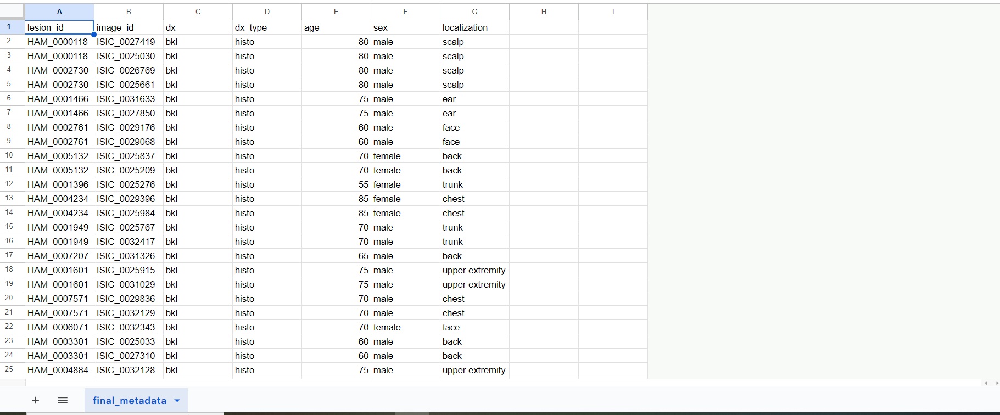 A B C D E F G H I
1 lesion_id image_id dx dx_type age sex localization
2 HAM_0000118 ISIC_0027419 bkl histo 80 male scalp
3 HAM_0000118 ISIC_0025030 bkl histo 80 male scalp
4 HAM_0002730 ISIC_0026769 bkl histo 80 male scalp
5 HAM_0002730 ISIC_0025661 bkl histo 80 male scalp
6 HAM_0001466 ISIC_0031633 bkl histo 75 male ear
7 HAM_0001466 ISIC_0027850 bkl histo 75 male ear
8 HAM_0002761 ISIC_0029176 bkl histo 60 male face
9 HAM_0002761 ISIC_0029068 bkl histo 60 male face
10 HAM_0005132 ISIC_0025837 bkl histo 70 female back
11 HAM_0005132 ISIC_0025209 bkl histo 70 female back
12 HAM_0001396 ISIC_0025276 bkl histo 55 female trunk
13 HAM_0004234 ISIC_0029396 bkl histo 85 female chest
14 HAM_0004234 ISIC_0025984 bkl histo 85 female chest
15 HAM_0001949 ISIC_0025767 bkl histo 70 male trunk
16 HAM_0001949 ISIC_0032417 bkl histo 70 male trunk
17 HAM_0007207 ISIC_0031326 bkl histo 65 male back
18 HAM_0001601 ISIC_0025915 bkl histo 75 male upper extremity
19 HAM_0001601 ISIC_0031029 bkl histo 75 male upper extremity
20 HAM_0007571 ISIC_0029836 bkl histo 70 male chest
21 HAM_0007571 ISIC_0032129 bkl histo 70 male chest
22 HAM_0006071 ISIC_0032343 bkl histo 70 female face
23 HAM_0003301 ISIC_0025033 bkl histo 60 male back
24 HAM_0003301 ISIC_0027310 bkl histo 60 male back
25 HAM_0004884 ISIC_0032128 bkl histo 75 male upper extremity
final_metadata